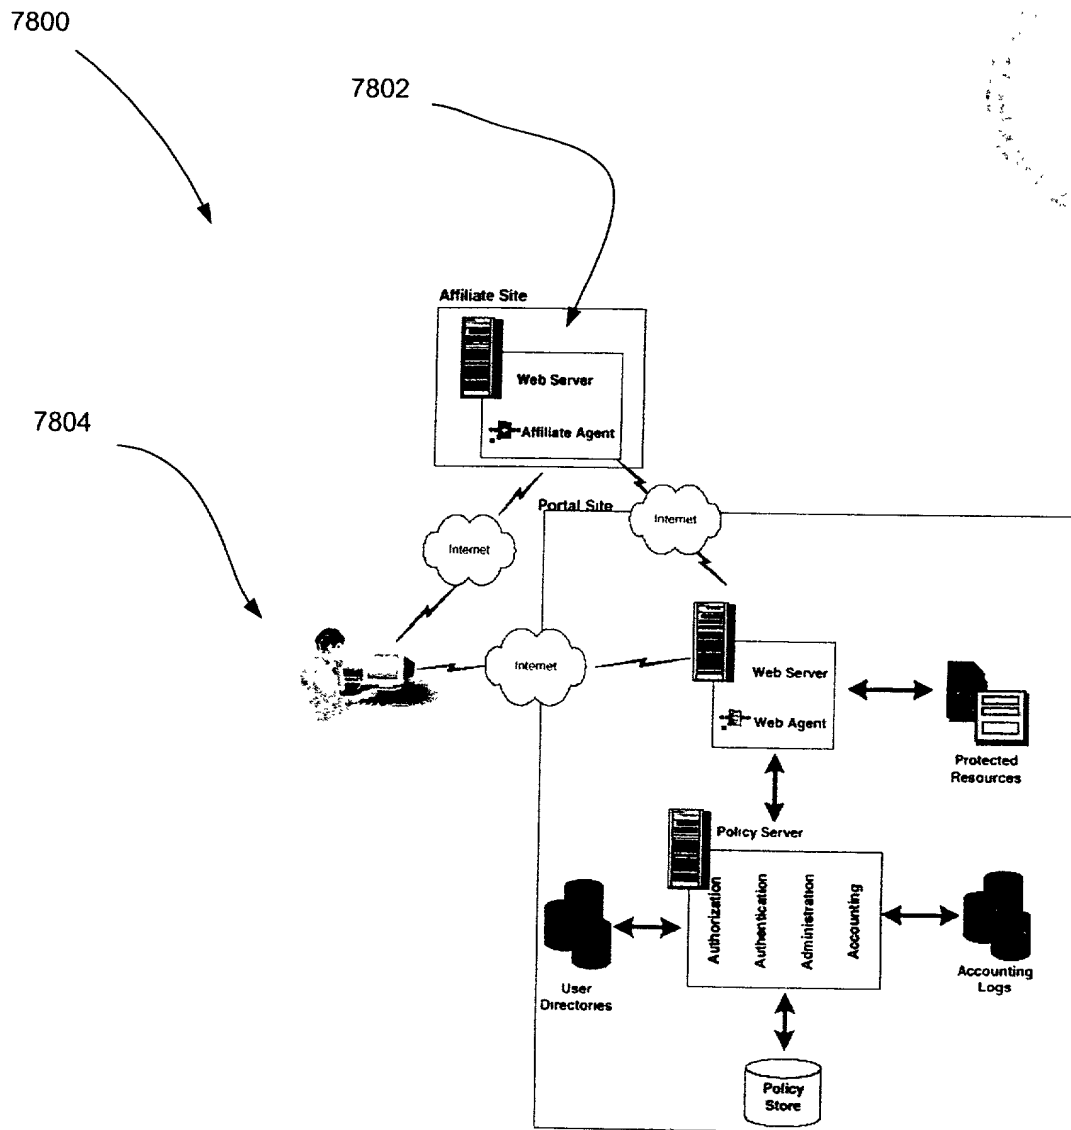 7800
7802
Affiliate Site
Web Server
Affiliate Agent
7804
Portal Site
Internet
Internet
Internet
Web Server
Web Agent
Protected
Resources
Policy Server
Authorization
Authentication
Administration
Accounting
User
Directories
Accounting
Logs
Policy
Store